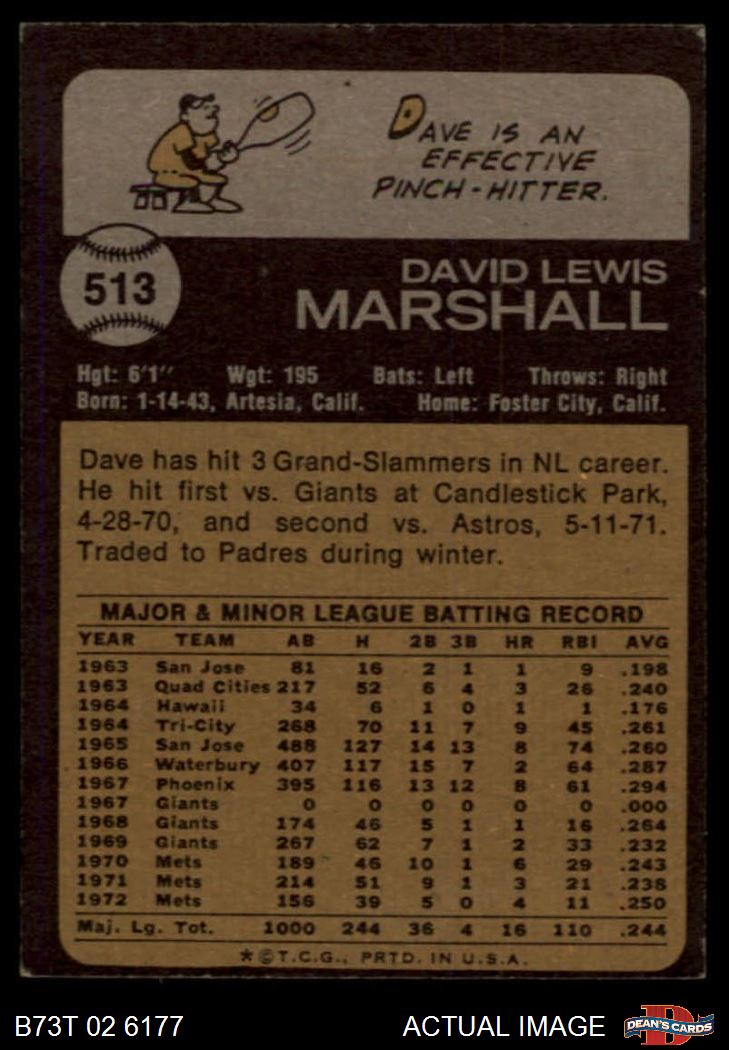 DAVE IS AN
EFFECTIVE
PINCH-HITTER.
513
DAVID LEWIS
MARSHALL
Hgt: 6'1" Wgt: 195 Bats: Left Throws: Right
Born: 1-14-43, Artesia, Calif. Home: Foster City, Calif.
Dave has hit 3 Grand-Slammers in NL career.
He hit first vs. Giants at Candlestick Park,
4-28-70, and second vs. Astros, 5-11-71.
Traded to Padres during winter.
MAJOR & MINOR LEAGUE BATTING RECORD
YEAR TEAM AB H 2B 3B HR RBI AVG
1963 San Jose 81 16 2 1 1 9 .198
1963 Quad Cities 217 52 6 4 3 26 .240
1964 Hawaii 34 6 1 0 1 1 .176
1964 Tri-City 268 70 11 7 9 45 .261
1965 San Jose 488 127 14 13 8 74 .260
1966 Waterbury 407 117 15 7 2 64 .287
1967 Phoenix 395 116 13 12 8 61 .294
1967 Giants 0 0 0 0 0 0 .000
1968 Giants 174 46 5 1 1 16 .264
1969 Giants 267 62 7 1 2 33 .232
1970 Mets 189 46 10 1 6 29 .243
1971 Mets 214 51 9 1 3 21 .238
1972 Mets 156 39 5 0 4 11 .250
Maj. Lg. Tot. 1000 244 36 4 16 110 .244
*©T.C.G., PRTD. IN U.S.A.
B73T 02 6177 ACTUAL IMAGE
D
DEAN'S CARDS